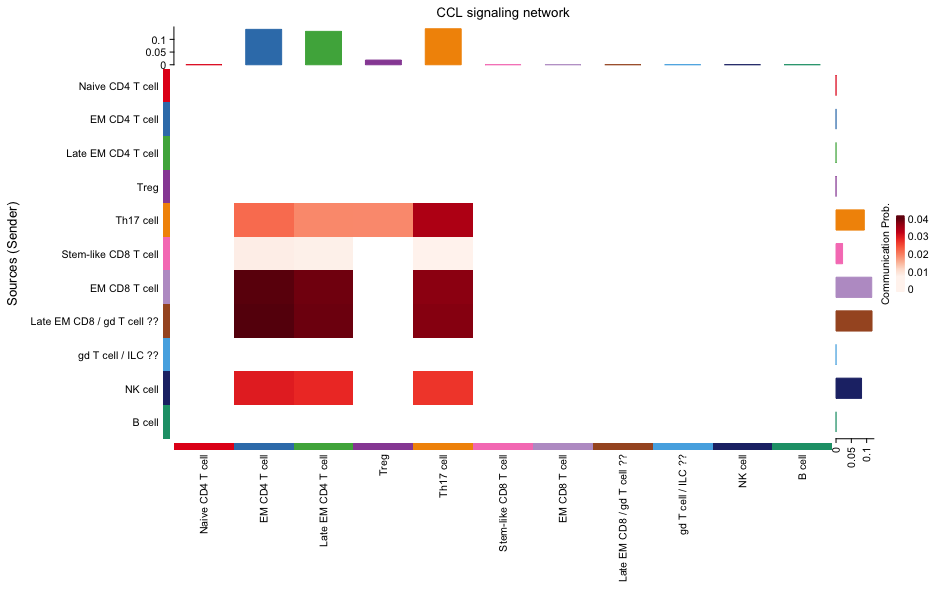 CCL signaling network
0.1
0.05
0
Naive CD4 T cell
EM CD4 T cell
Late EM CD4 T cell
Treg
Th17 cell
Stem-like CD8 T cell
EM CD8 T cell
Late EM CD8 / gd T cell ??
gd T cell / ILC ??
NK cell
B cell
Sources (Sender)
Naive CD4 T cell
EM CD4 T cell
Late EM CD4 T cell
Treg
Th17 cell
Stem-like CD8 T cell
EM CD8 T cell
Late EM CD8 / gd T cell ??
gd T cell / ILC ??
NK cell
B cell
0
0.05
0.1
Communication Prob.
0.04
0.03
0.02
0.01
0